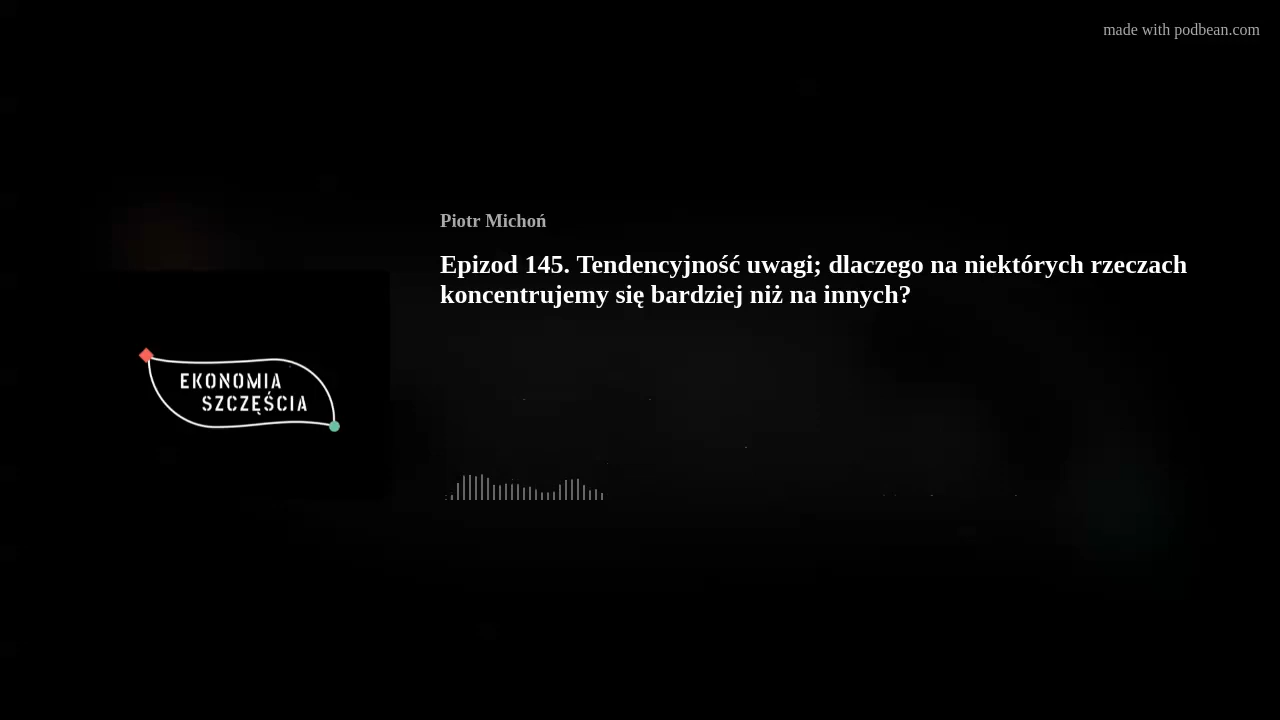 made with podbean.com
Piotr Michoń
Epizod 145. Tendencyjność uwagi; dlaczego na niektórych rzeczach
koncentrujemy się bardziej niż na innych?
EKONOMIA
SZCZĘŚCIA